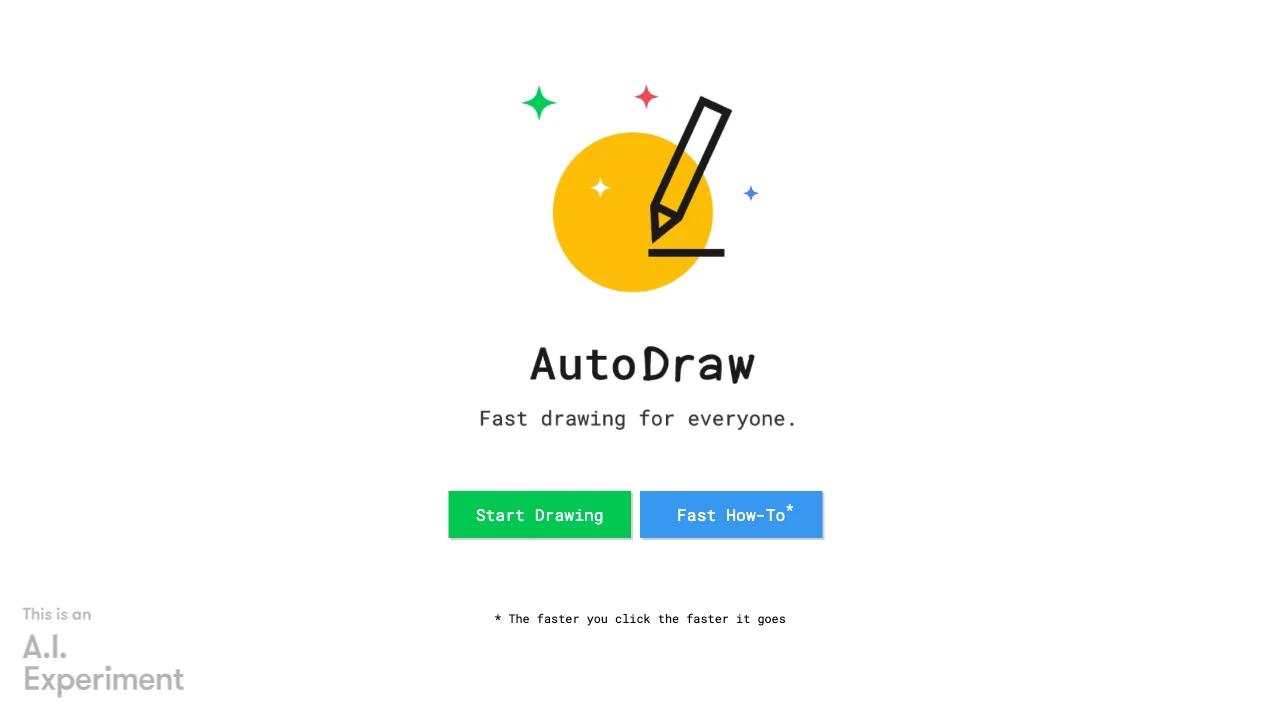 AutoDraw
Fast drawing for everyone.
Start Drawing
Fast How-To*
* The faster you click the faster it goes
This is an
A.I.
Experiment